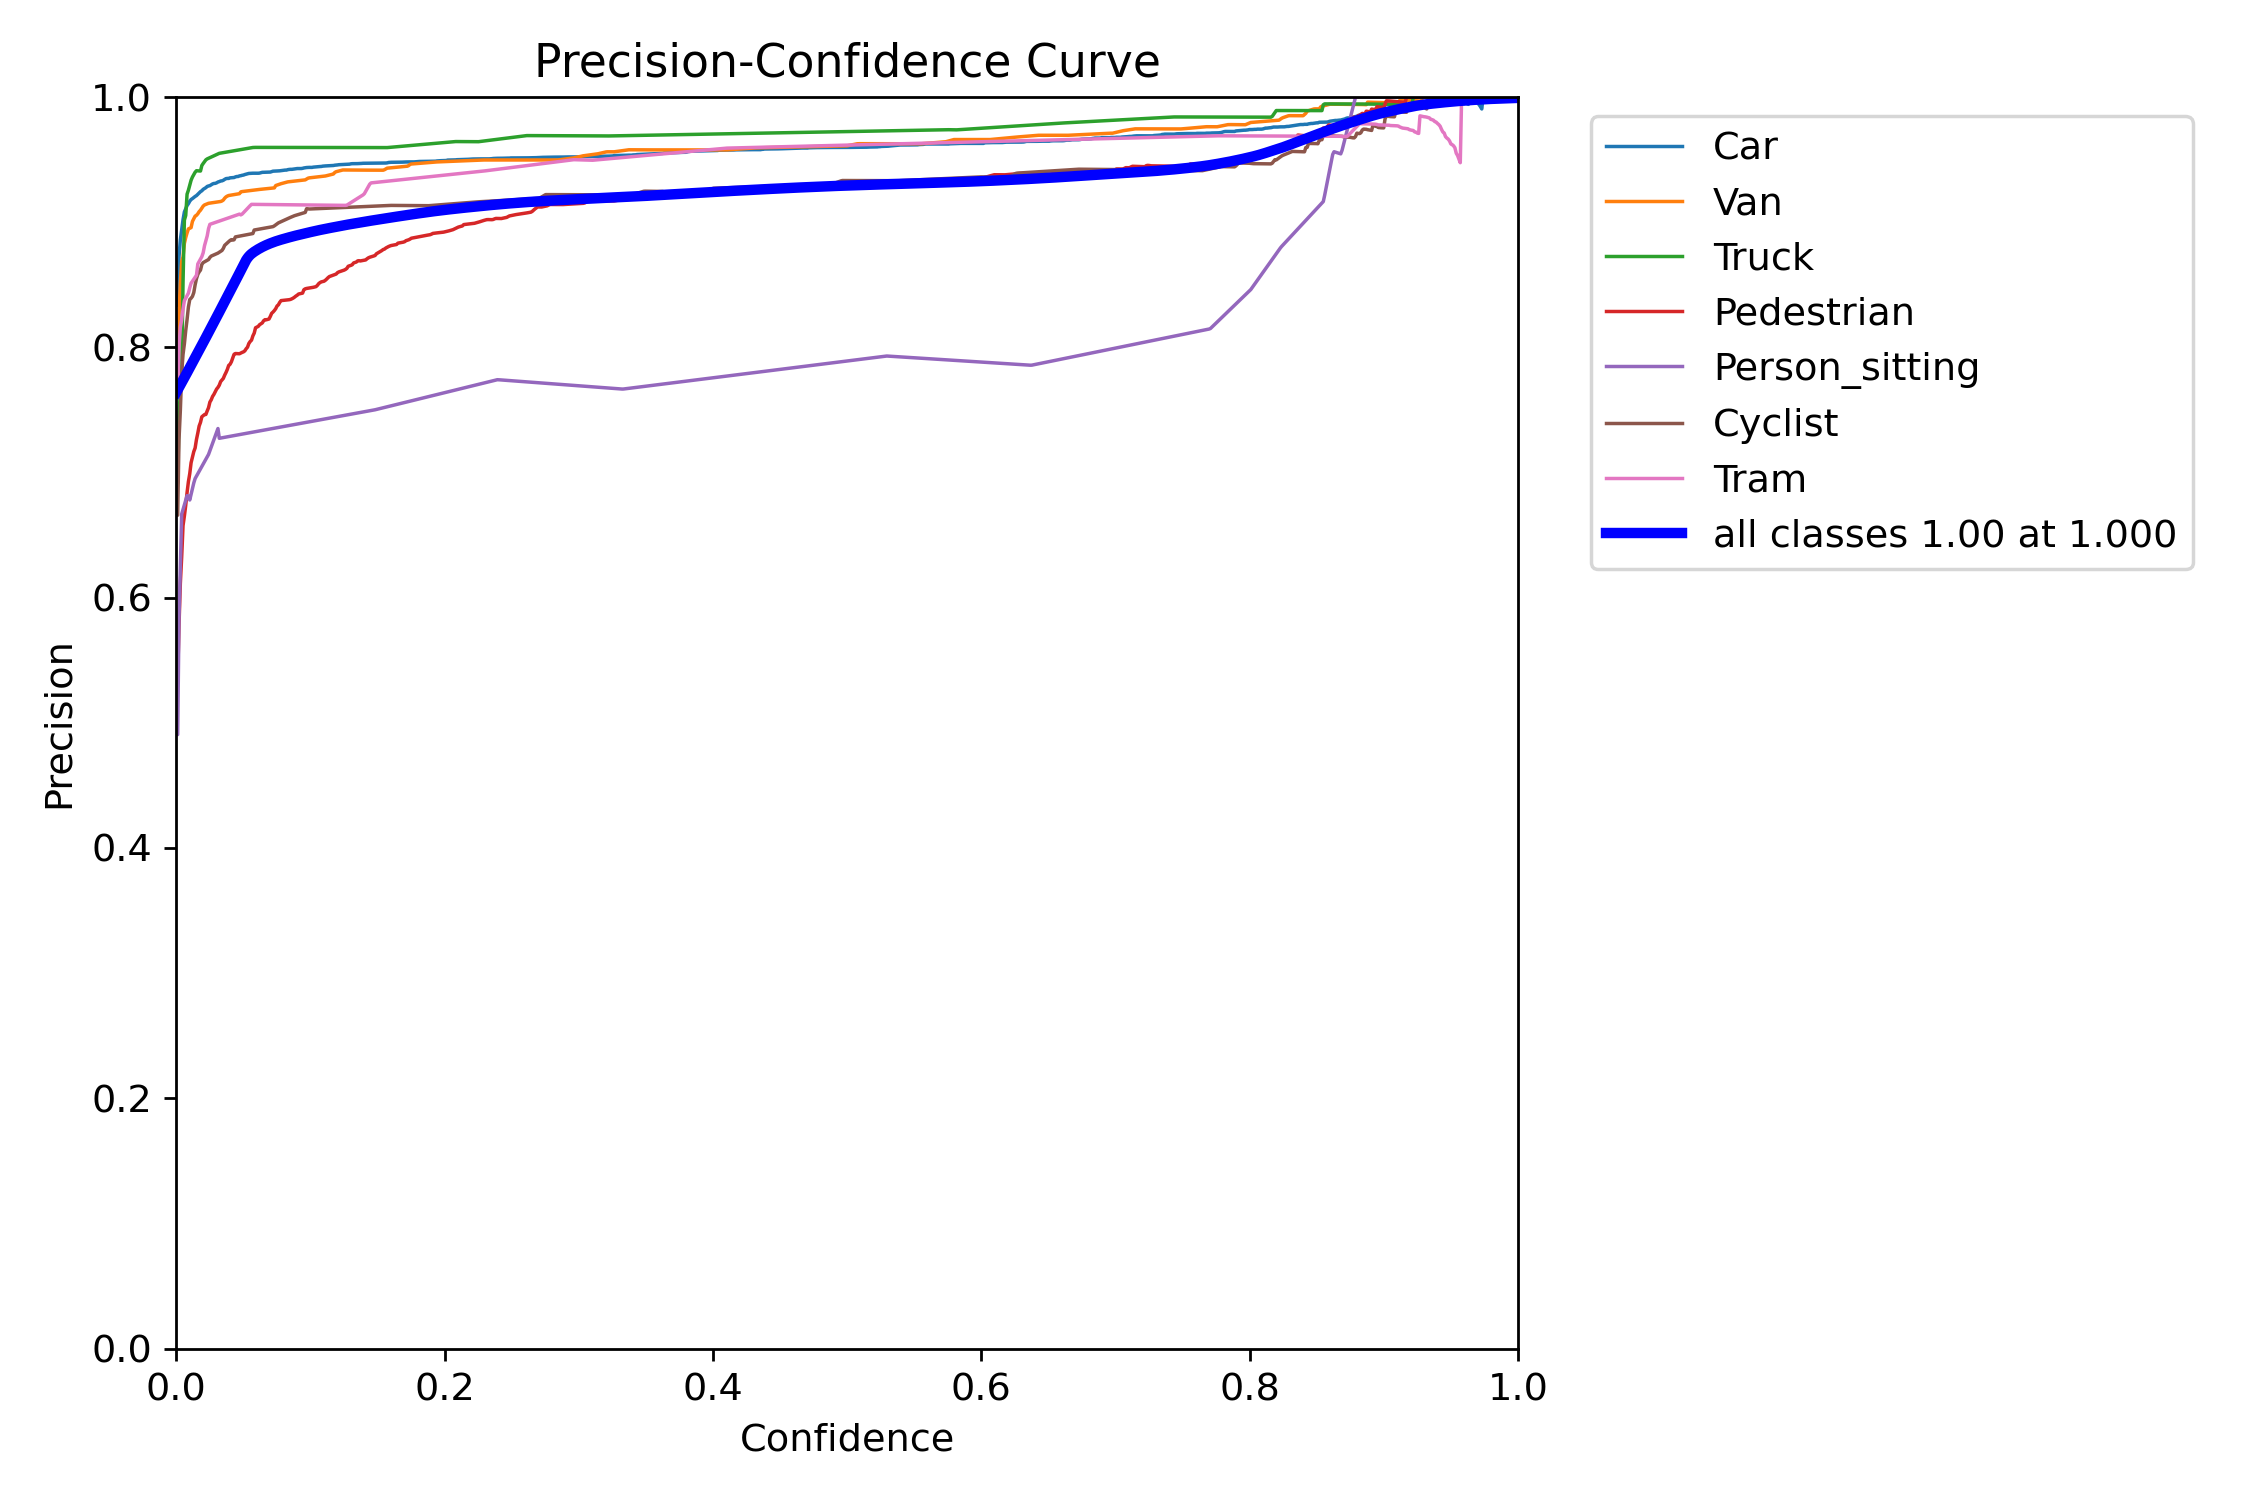 Precision-Confidence Curve
1.0
0.8
0.6
0.4
0.2
0.0
Precision
0.0 0.2 0.4 0.6 0.8 1.0
Confidence
Car
Van
Truck
Pedestrian
Person_sitting
Cyclist
Tram
all classes 1.00 at 1.000